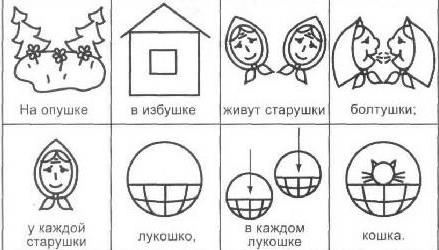 На опушке
в избушке
живут старушки
болтушки;
у каждой
старушки
лукошко,
в каждом
лукошке
кошка.